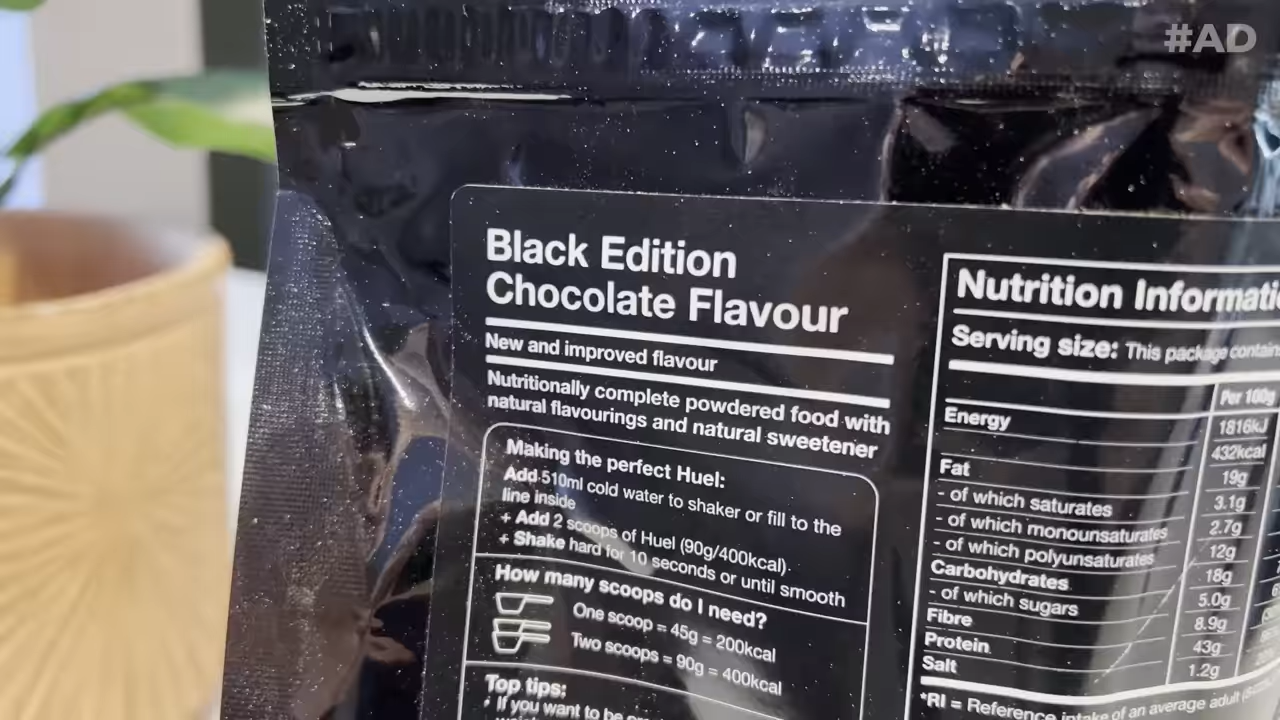 #AD
Black Edition
Chocolate Flavour
New and improved flavour
Nutritionally complete powdered food with
natural flavourings and natural sweetener
Making the perfect Huel:
Add 510ml cold water to shaker or fill to the
line inside
+ Add 2 scoops of Huel (90g/400kcal).
+ Shake hard for 10 seconds or until smooth
How many scoops do I need?
One scoop = 45g = 200kcal
Two scoops = 90g = 400kcal
Top tips:
• If you want to be
Nutrition Informati
Serving size: This package contains
Per 100g
Energy 1816kJ
432kcal
Fat 19g
- of which saturates 3.1g
- of which monounsaturates 2.7g
- of which polyunsaturates 12g
Carbohydrates 18g
- of which sugars 5.0g
Fibre 8.9g
Protein 43g
Salt 1.2g
*RI = Reference intake of an average adult